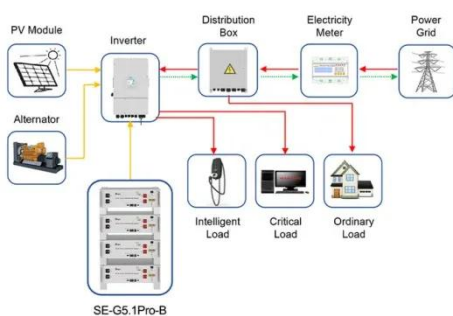 PV Module
Inverter
Distribution
Box
Electricity
Meter
Power
Grid
Alternator
Intelligent
Load
Critical
Load
Ordinary
Load
SE-G5.1Pro-B